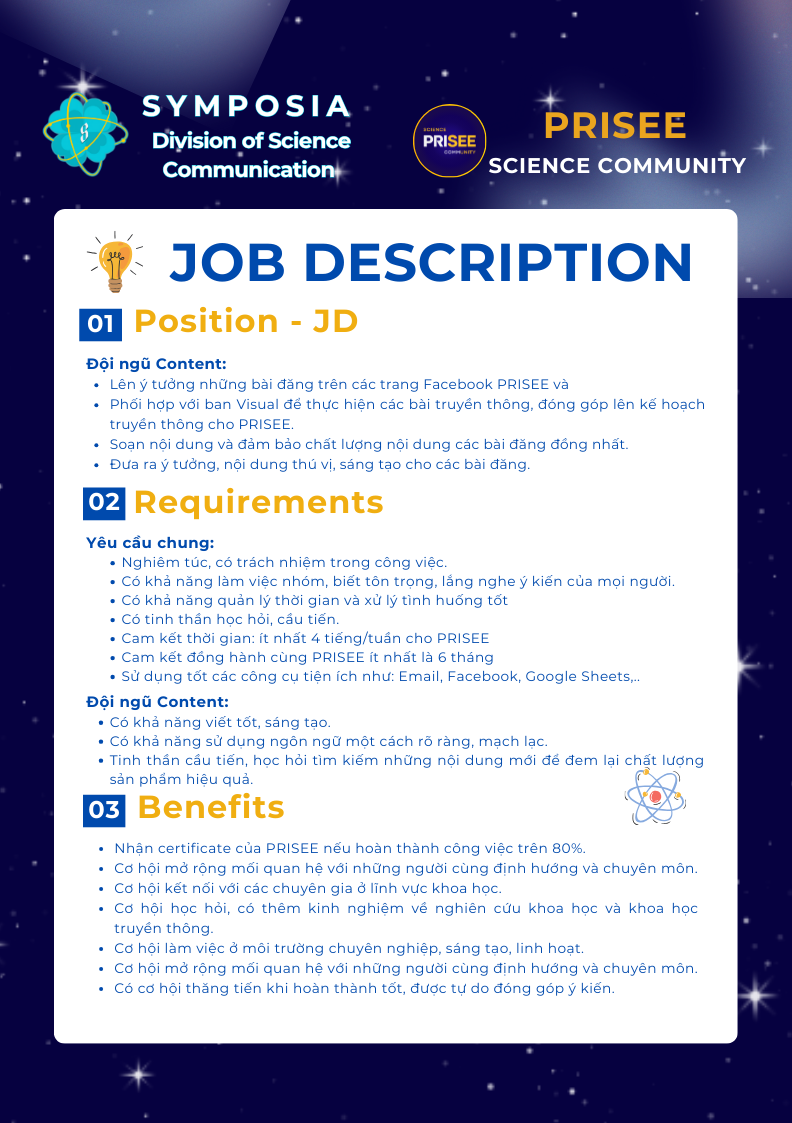 SYMPOSIA
Division of Science
Communication
SCIENCE
PRISEE
COMMUNITY
PRISEE
SCIENCE COMMUNITY
JOB DESCRIPTION
01 Position - JD
Đội ngũ Content:
• Lên ý tưởng những bài đăng trên các trang Facebook PRISEE và
• Phối hợp với ban Visual để thực hiện các bài truyền thông, đóng góp lên kế hoạch
truyền thông cho PRISEE.
• Soạn nội dung và đảm bảo chất lượng nội dung các bài đăng đồng nhất.
• Đưa ra ý tưởng, nội dung thú vị, sáng tạo cho các bài đăng.
02 Requirements
Yêu cầu chung:
• Nghiêm túc, có trách nhiệm trong công việc.
• Có khả năng làm việc nhóm, biết tôn trọng, lắng nghe ý kiến của mọi người.
• Có khả năng quản lý thời gian và xử lý tình huống tốt
• Có tinh thần học hỏi, cầu tiến.
• Cam kết thời gian: ít nhất 4 tiếng/tuần cho PRISEE
• Cam kết đồng hành cùng PRISEE ít nhất là 6 tháng
• Sử dụng tốt các công cụ tiện ích như: Email, Facebook, Google Sheets,..
Đội ngũ Content:
• Có khả năng viết tốt, sáng tạo.
• Có khả năng sử dụng ngôn ngữ một cách rõ ràng, mạch lạc.
• Tinh thần cầu tiến, học hỏi tìm kiếm những nội dung mới để đem lại chất lượng
sản phẩm hiệu quả.
03 Benefits
• Nhận certificate của PRISEE nếu hoàn thành công việc trên 80%.
• Cơ hội mở rộng mối quan hệ với những người cùng định hướng và chuyên môn.
• Cơ hội kết nối với các chuyên gia ở lĩnh vực khoa học.
• Cơ hội học hỏi, có thêm kinh nghiệm về nghiên cứu khoa học và khoa học
truyền thông.
• Cơ hội làm việc ở môi trường chuyên nghiệp, sáng tạo, linh hoạt.
• Cơ hội mở rộng mối quan hệ với những người cùng định hướng và chuyên môn.
• Có cơ hội thăng tiến khi hoàn thành tốt, được tự do đóng góp ý kiến.